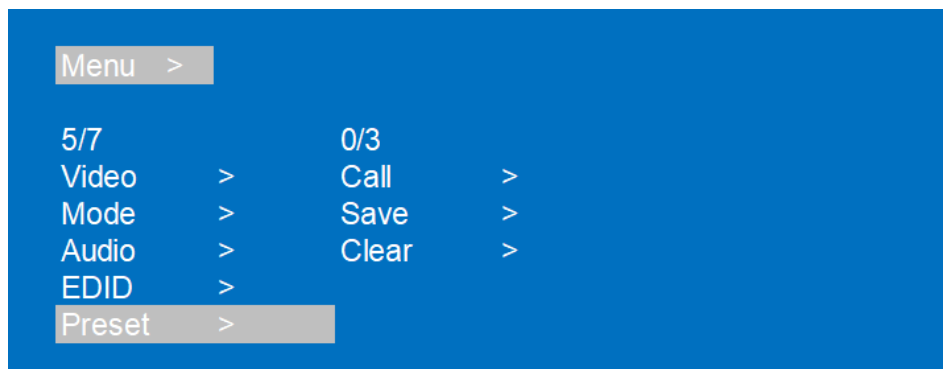 Menu >
5/7 0/3
Video > Call >
Mode > Save >
Audio > Clear >
EDID >
Preset >